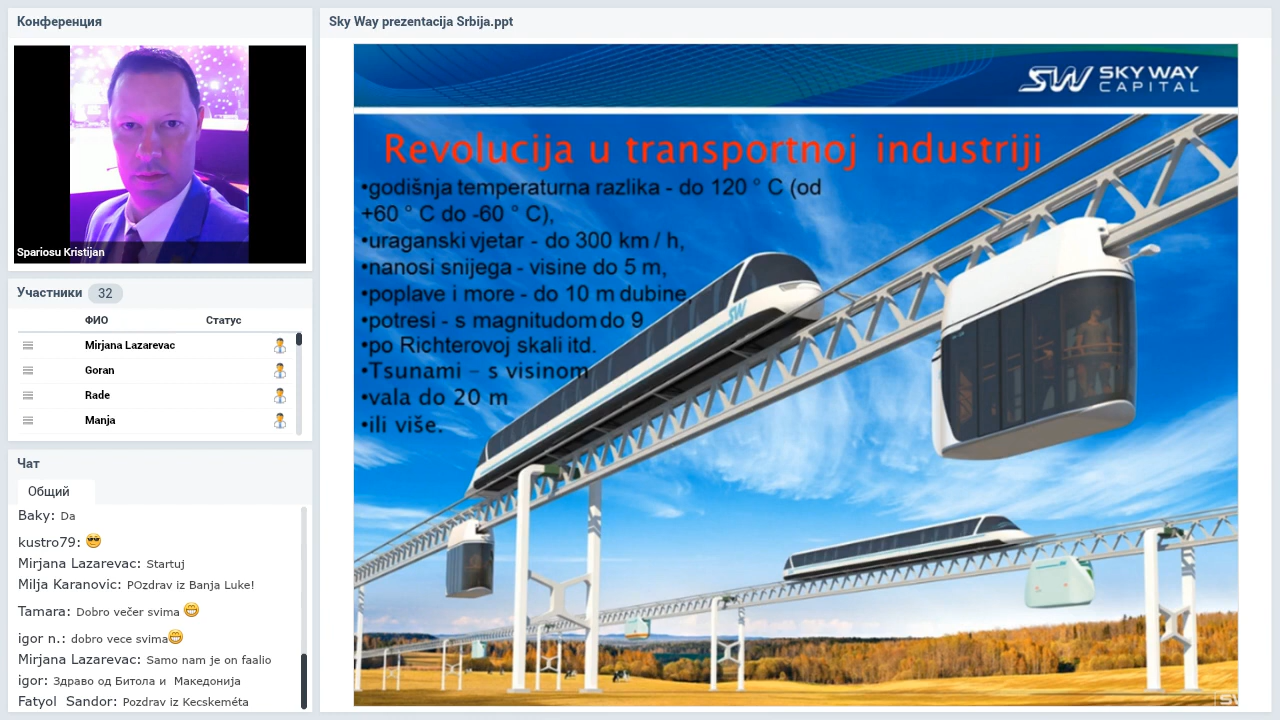 Конференция
Spariosu Kristijan
Участники 32
ФИО Статус
Mirjana Lazarevac
Goran
Rade
Manja
Чат
Общий
Baky: Da
kustro79:
Mirjana Lazarevac: Startuj
Milja Karanovic: POzdrav iz Banja Luke!
Tamara: Dobro večer svima
igor n.: dobro vece svima
Mirjana Lazarevac: Samo nam je on faalio
igor: Здраво од Битола и Македонија
Fatyol Sandor: Pozdrav iz Kecskeméta
Sky Way prezentacija Srbija.ppt
SW SKY WAY
CAPITAL
Revolucija u transportnoj industriji
•godišnja temperaturna razlika - do 120 ° C (od
+60 ° C do -60 ° C),
•uraganski vjetar - do 300 km / h,
•nanosi snijega - visine do 5 m,
•poplave i more - do 10 m dubine,
•potresi - s magnitudom do 9
•po Richterovoj skali itd.
•Tsunami – s visinom
•vala do 20 m
•ili više.
SW